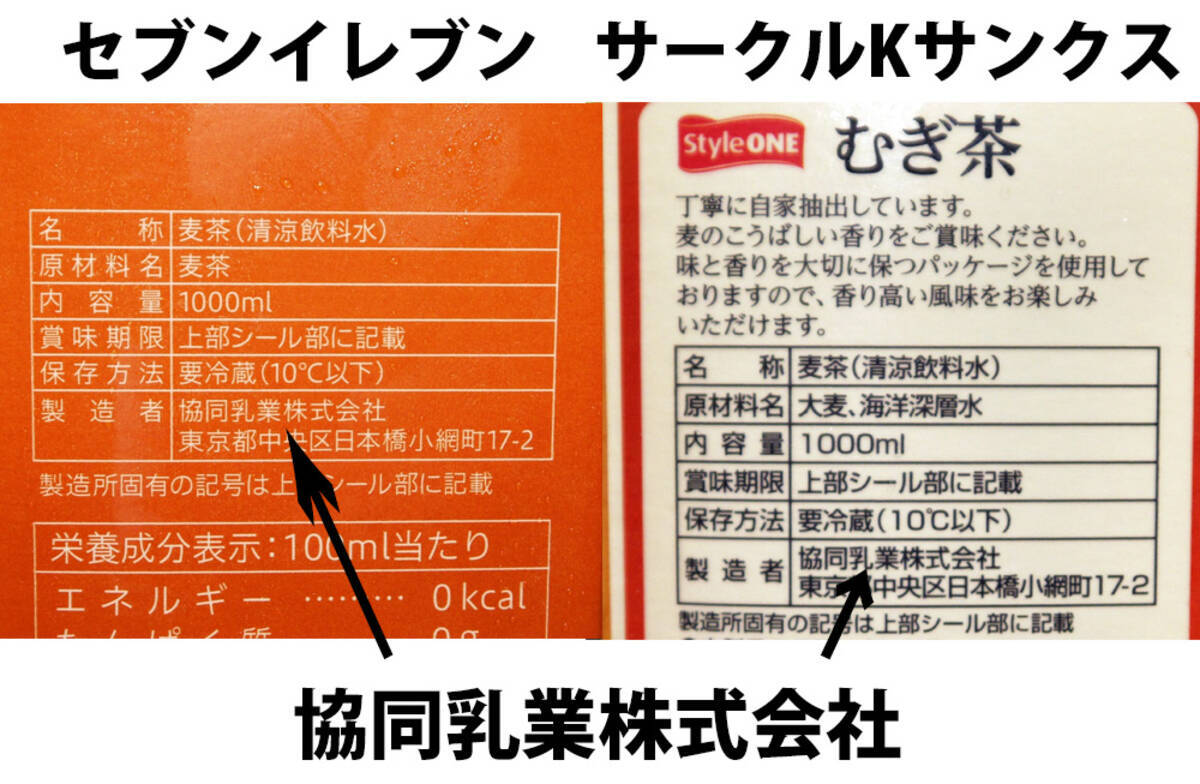 セブンイレブン サークルKサンクス
名称 麦茶(清涼飲料水)
原材料名 麦茶
内容量 1000ml
賞味期限 上部シール部に記載
保存方法 要冷蔵(10℃以下)
製造者 協同乳業株式会社
東京都中央区日本橋小網町17-2
製造所固有の記号は上部シール部に記載
栄養成分表示:100ml当たり
エネルギー ……… 0kcal
たんぱく質 0g
StyleONE むぎ茶
丁寧に自家抽出しています。
麦のこうばしい香りをご賞味ください。
味と香りを大切に保つパッケージを使用して
おりますので、香り高い風味をお楽しみ
いただけます。
名称 麦茶(清涼飲料水)
原材料名 大麦、海洋深層水
内容量 1000ml
賞味期限 上部シール部に記載
保存方法 要冷蔵(10℃以下)
製造者 協同乳業株式会社
東京都中央区日本橋小網町17-2
製造所固有の記号は上部シール部に記載
協同乳業株式会社